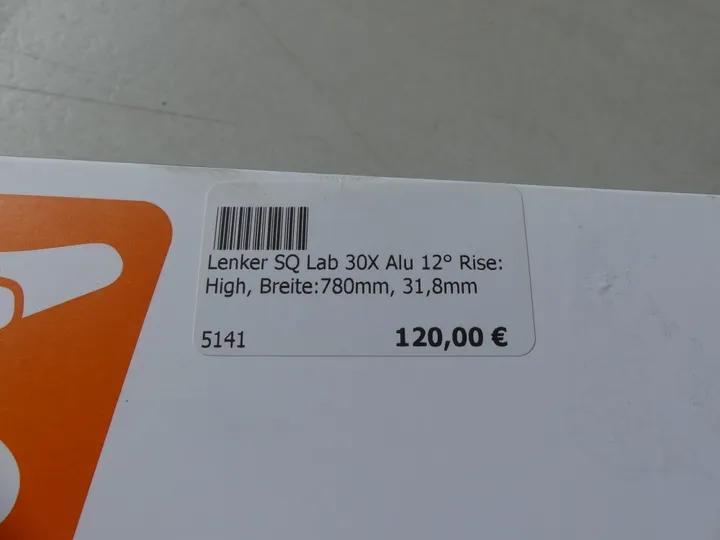 Lenker SQ Lab 30X Alu 12° Rise:
High, Breite:780mm, 31,8mm
5141 120,00 €